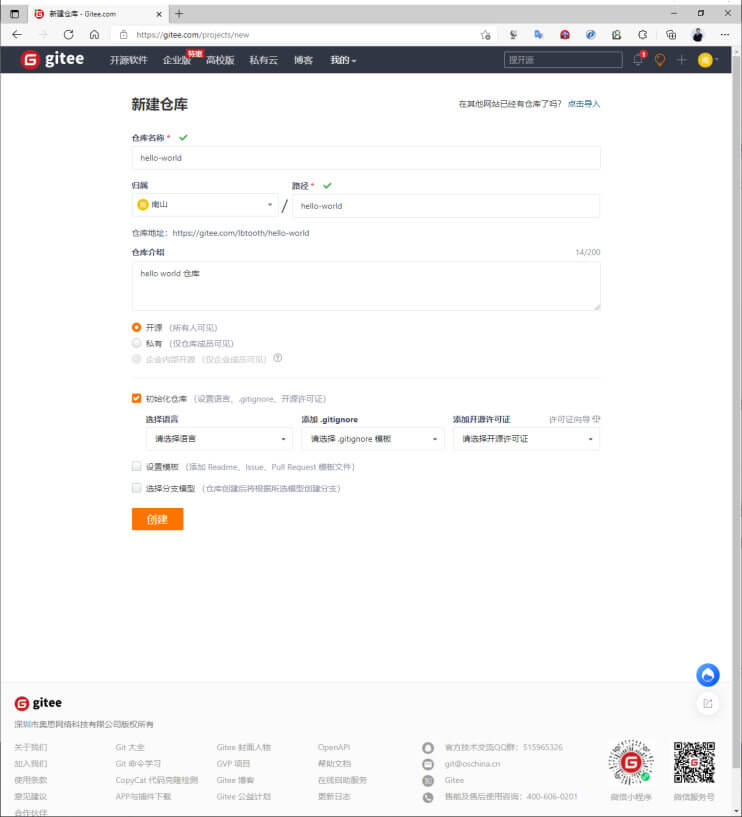 新建仓库 - Gitee.com
https://gitee.com/projects/new
gitee 开源软件 企业版 特惠 高校版 私有云 博客 我的 搜开源 1
新建仓库
在其他网站已经有仓库了吗？ 点击导入
仓库名称 *
hello-world
归属 路径 *
南山 / hello-world
仓库地址：https://gitee.com/lbtooth/hello-world
仓库介绍 14/200
hello world 仓库
开源 （所有人可见）
私有 （仅仓库成员可见）
企业内部开源 （仅企业成员可见） ?
初始化仓库 （设置语言、.gitignore、开源许可证）
选择语言 添加 .gitignore 添加开源许可证 许可证向导
请选择语言 请选择 .gitignore 模板 请选择开源许可证
设置模板 （添加 Readme、Issue、Pull Request 模板文件）
选择分支模型 （仓库创建后将根据所选模型创建分支）
创建
gitee
深圳市奥思网络科技有限公司版权所有
关于我们 Git 大全 Gitee 封面人物 OpenAPI 官方技术交流QQ群：515965326
加入我们 Git 命令学习 GVP 项目 帮助文档 git@oschina.cn
使用条款 CopyCat 代码克隆检测 Gitee 博客 在线自助服务 Gitee
意见建议 APP与插件下载 Gitee 公益计划 更新日志 售前及售后使用咨询：400-606-0201
微信小程序 微信服务号
合作伙伴